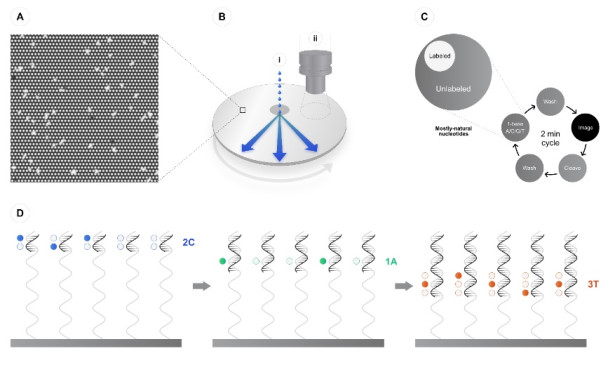 A
B
C
i
ii
Labeled
Unlabeled
Mostly-natural
nucleotides
Wash
1-base
A/C/G/T
2 min
cycle
Image
Wash
Cleave
D
2C
1A
3T